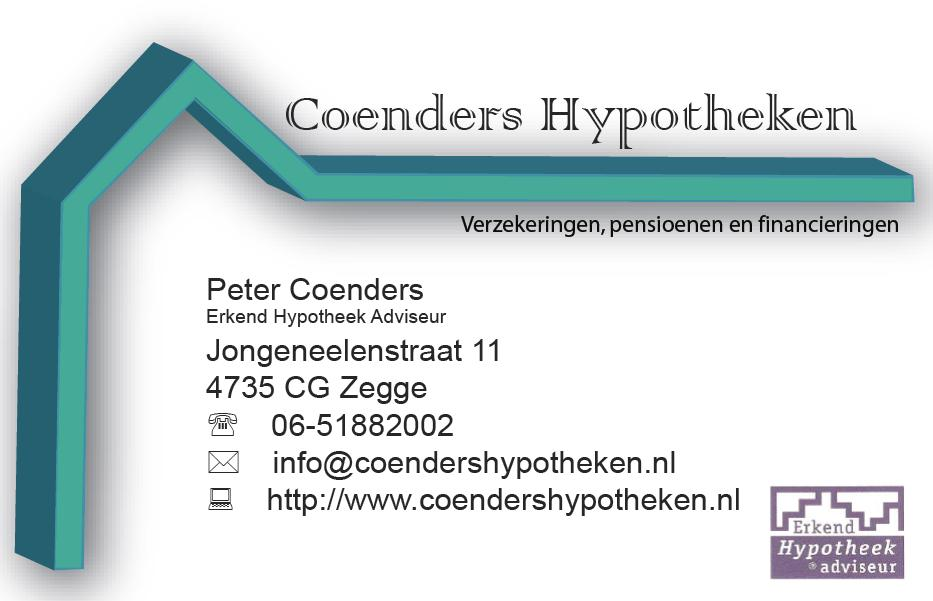 Coenders Hypotheken
Verzekeringen, pensioenen en financieringen
Peter Coenders
Erkend Hypotheek Adviseur
Jongeneelenstraat 11
4735 CG Zegge
06-51882002
info@coendershypotheken.nl
http://www.coendershypotheken.nl
Erkend
Hypotheek
® adviseur